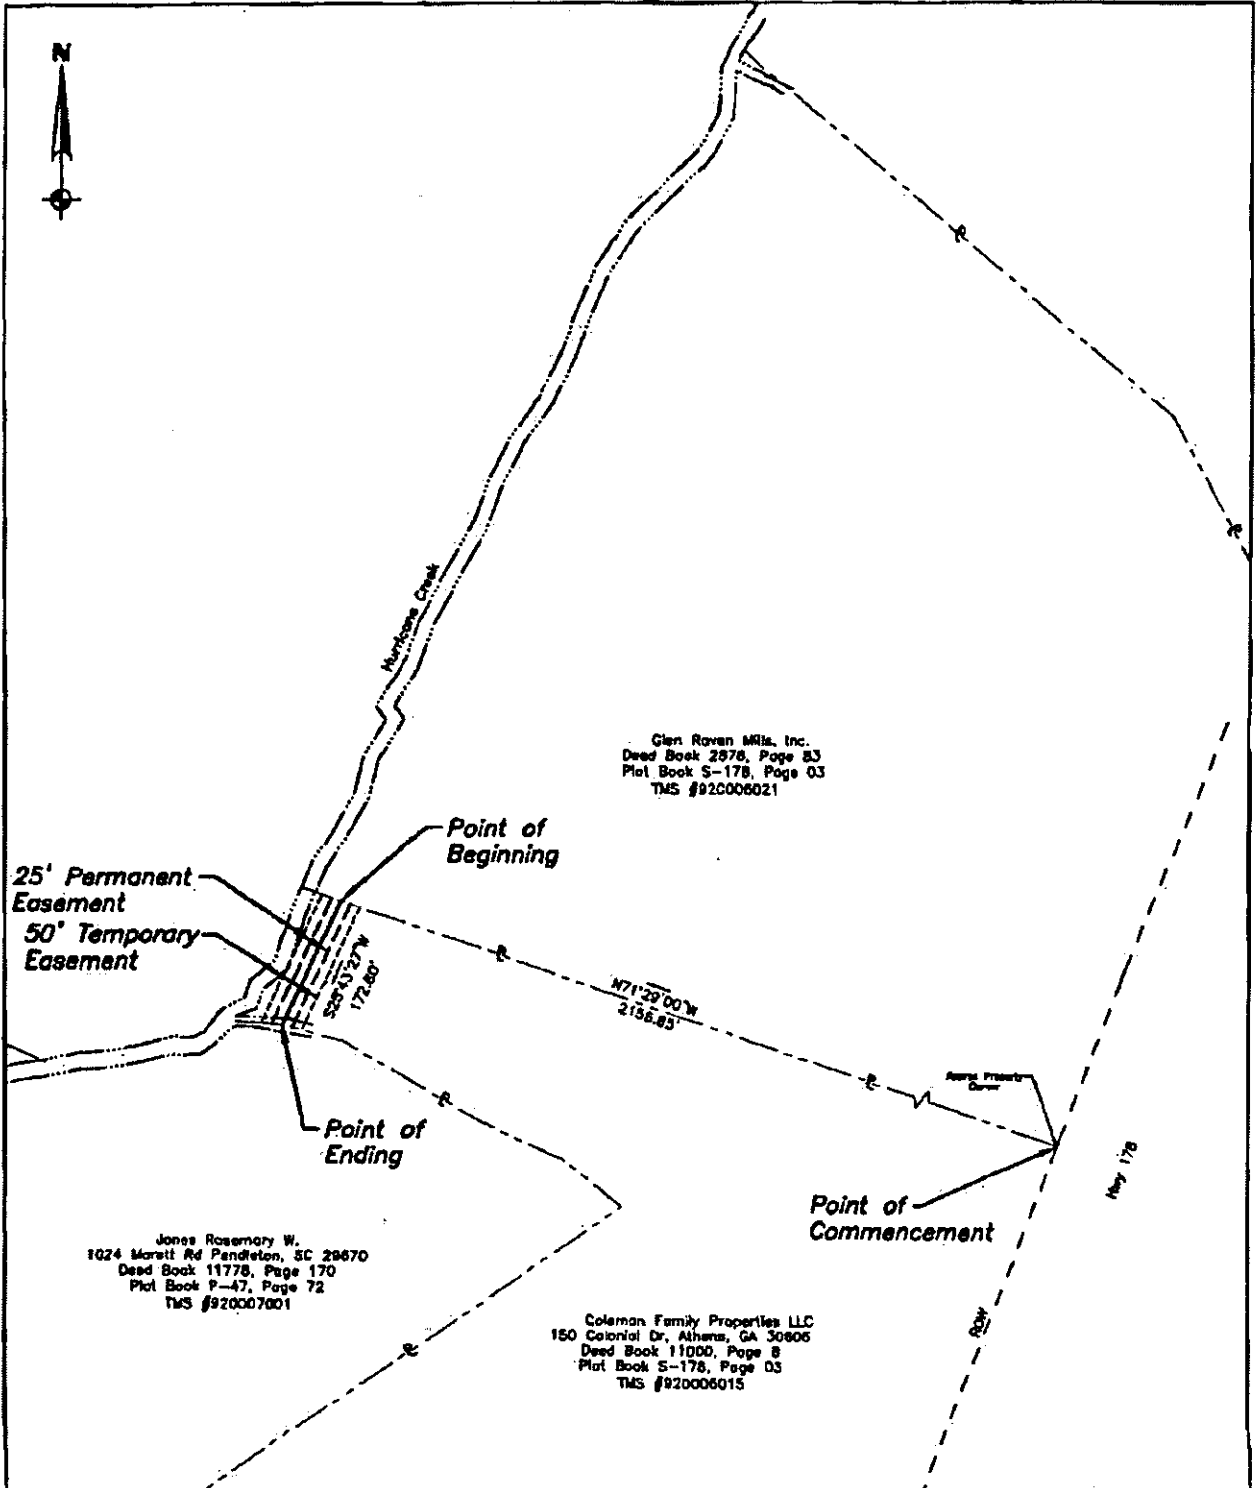 N
Hurricane Creek
Glen Raven Mills, Inc.
Deed Book 2878, Page 83
Plat Book S-178, Page 03
TMS #920006021
Point of
Beginning
25' Permanent
Easement
50' Temporary
Easement
172.80'
N71°29'00"W
2156.85'
Property
Corner
Point of
Ending
Hwy 178
Point of
Commencement
Jones Rosemary W.
1024 Rd Pendleton, SC 29670
Deed Book 11778, Page 170
Plat Book P-47, Page 72
TMS #920007001
Coleman Family Properties LLC
150 Colonial Dr, Athens, GA 30606
Deed Book 11000, Page 8
Plat Book S-178, Page 03
TMS #920006015
ROW